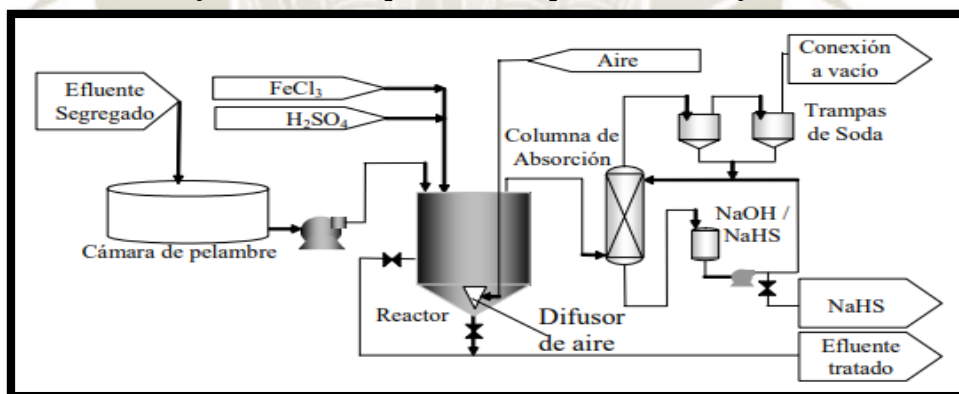 Efluente
Segregado
FeCl₃
H₂SO₄
Aire
Conexión
a vacío
Trampas
de Soda
Columna de
Absorción
Cámara de pelambre
NaOH /
NaHS
Reactor
Difusor
de aire
NaHS
Efluente
tratado